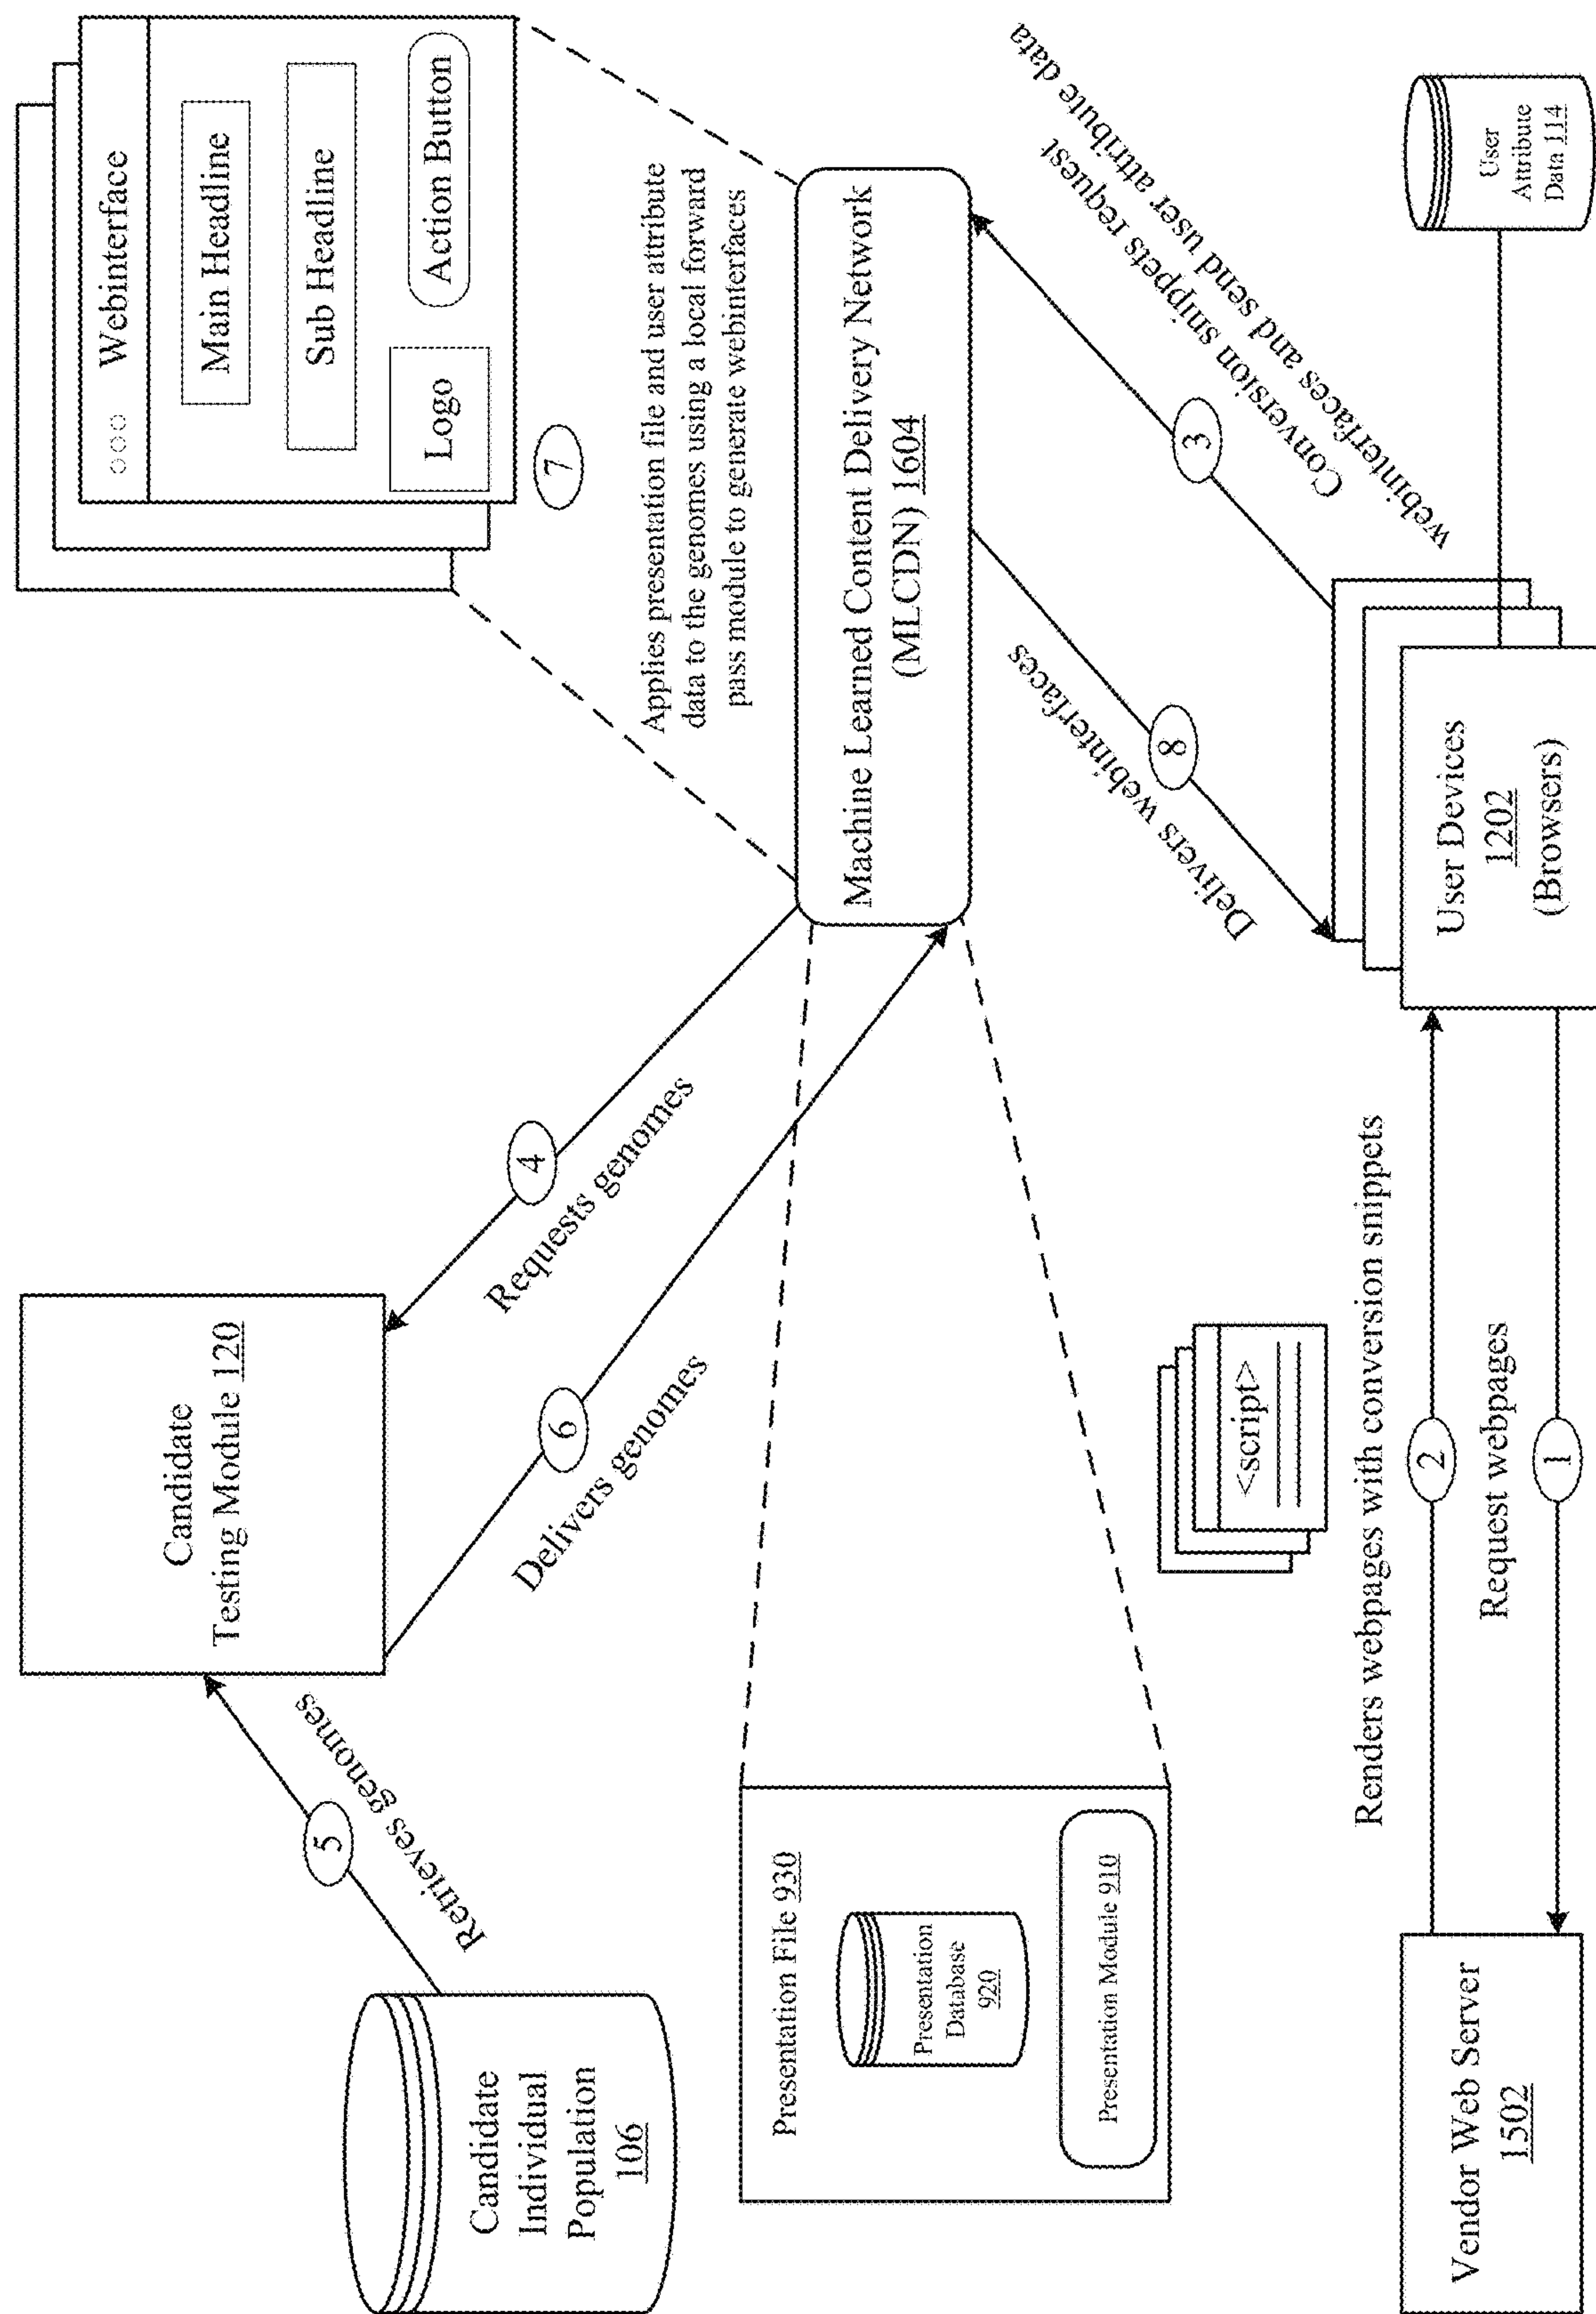 Candidate
Individual
Population
106
5
Retrieves genomes
Candidate
Testing Module 120
4
Requests genomes
6
Delivers genomes
○○○ Webinterface
Main Headline
Sub Headline
Logo
Action Button
7
Applies presentation file and user attribute
data to the genomes using a local forward
pass module to generate webinterfaces
Machine Learned Content Delivery Network
(MLCDN) 1604
Presentation File 930
Presentation
Database
920
Presentation Module 910
3
Conversion snippets request
webinterfaces and send user attribute data
8
Delivers webinterfaces
<script>
Renders webpages with conversion snippets
2
Request webpages
1
Vendor Web Server
1502
User Devices
1202
(Browsers)
User
Attribute
Data 114